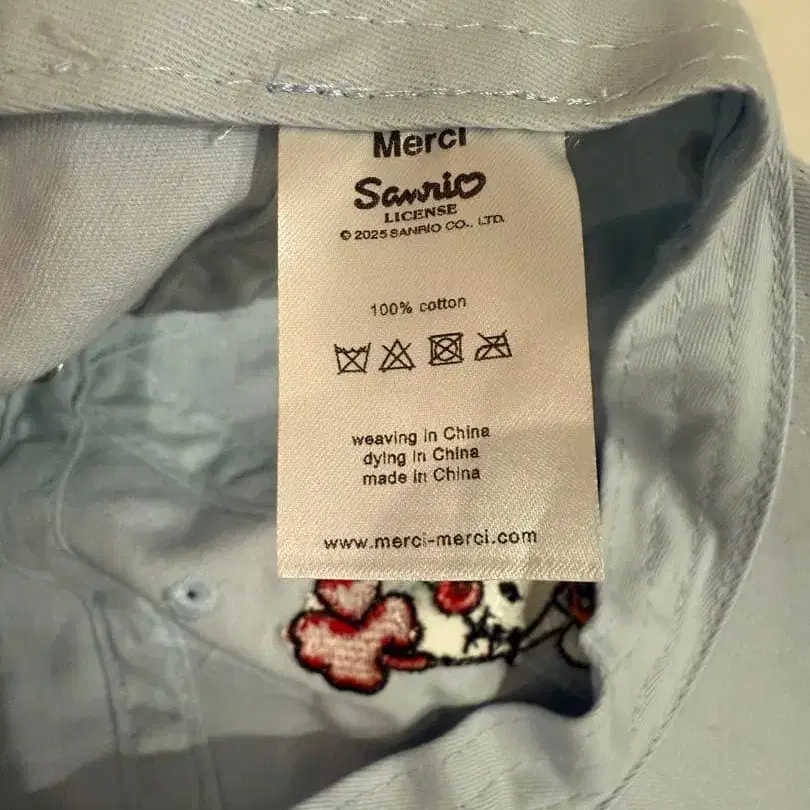 Merci
Sanrio
LICENSE
© 2025 SANRIO CO., LTD.
100% cotton
weaving in China
dying in China
made in China
www.merci-merci.com